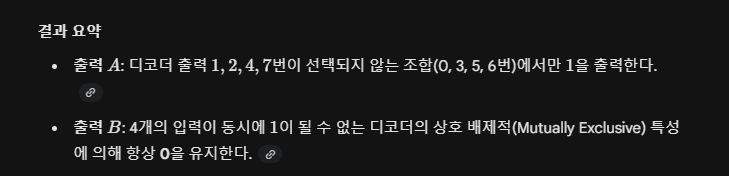 결과 요약
• 출력 A: 디코더 출력 1, 2, 4, 7번이 선택되지 않는 조합(0, 3, 5, 6번)에서만 1을 출력한다.
• 출력 B: 4개의 입력이 동시에 1이 될 수 없는 디코더의 상호 배제적(Mutually Exclusive) 특성
에 의해 항상 0을 유지한다.